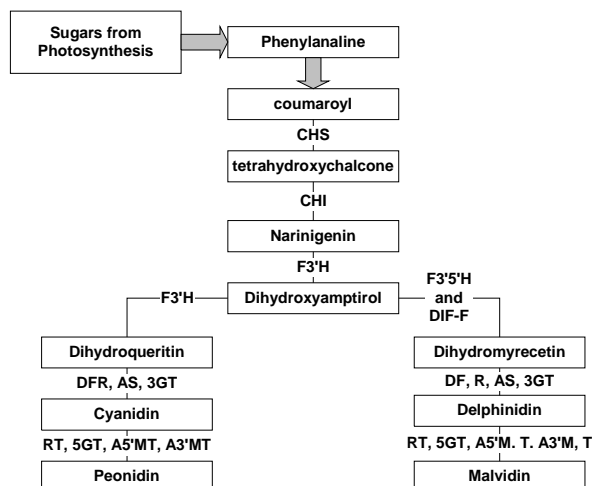 Sugars from
Photosynthesis
Phenylanaline
coumaroyl
CHS
tetrahydroxychalcone
CHI
Narinigenin
F3'H
F3'H
Dihydroxyamptirol
F3'5'H
and
DIF-F
Dihydroqueritin
Dihydromyrecetin
DFR, AS, 3GT
DF, R, AS, 3GT
Cyanidin
Delphinidin
RT, 5GT, A5'MT, A3'MT
RT, 5GT, A5'M. T. A3'M, T
Peonidin
Malvidin